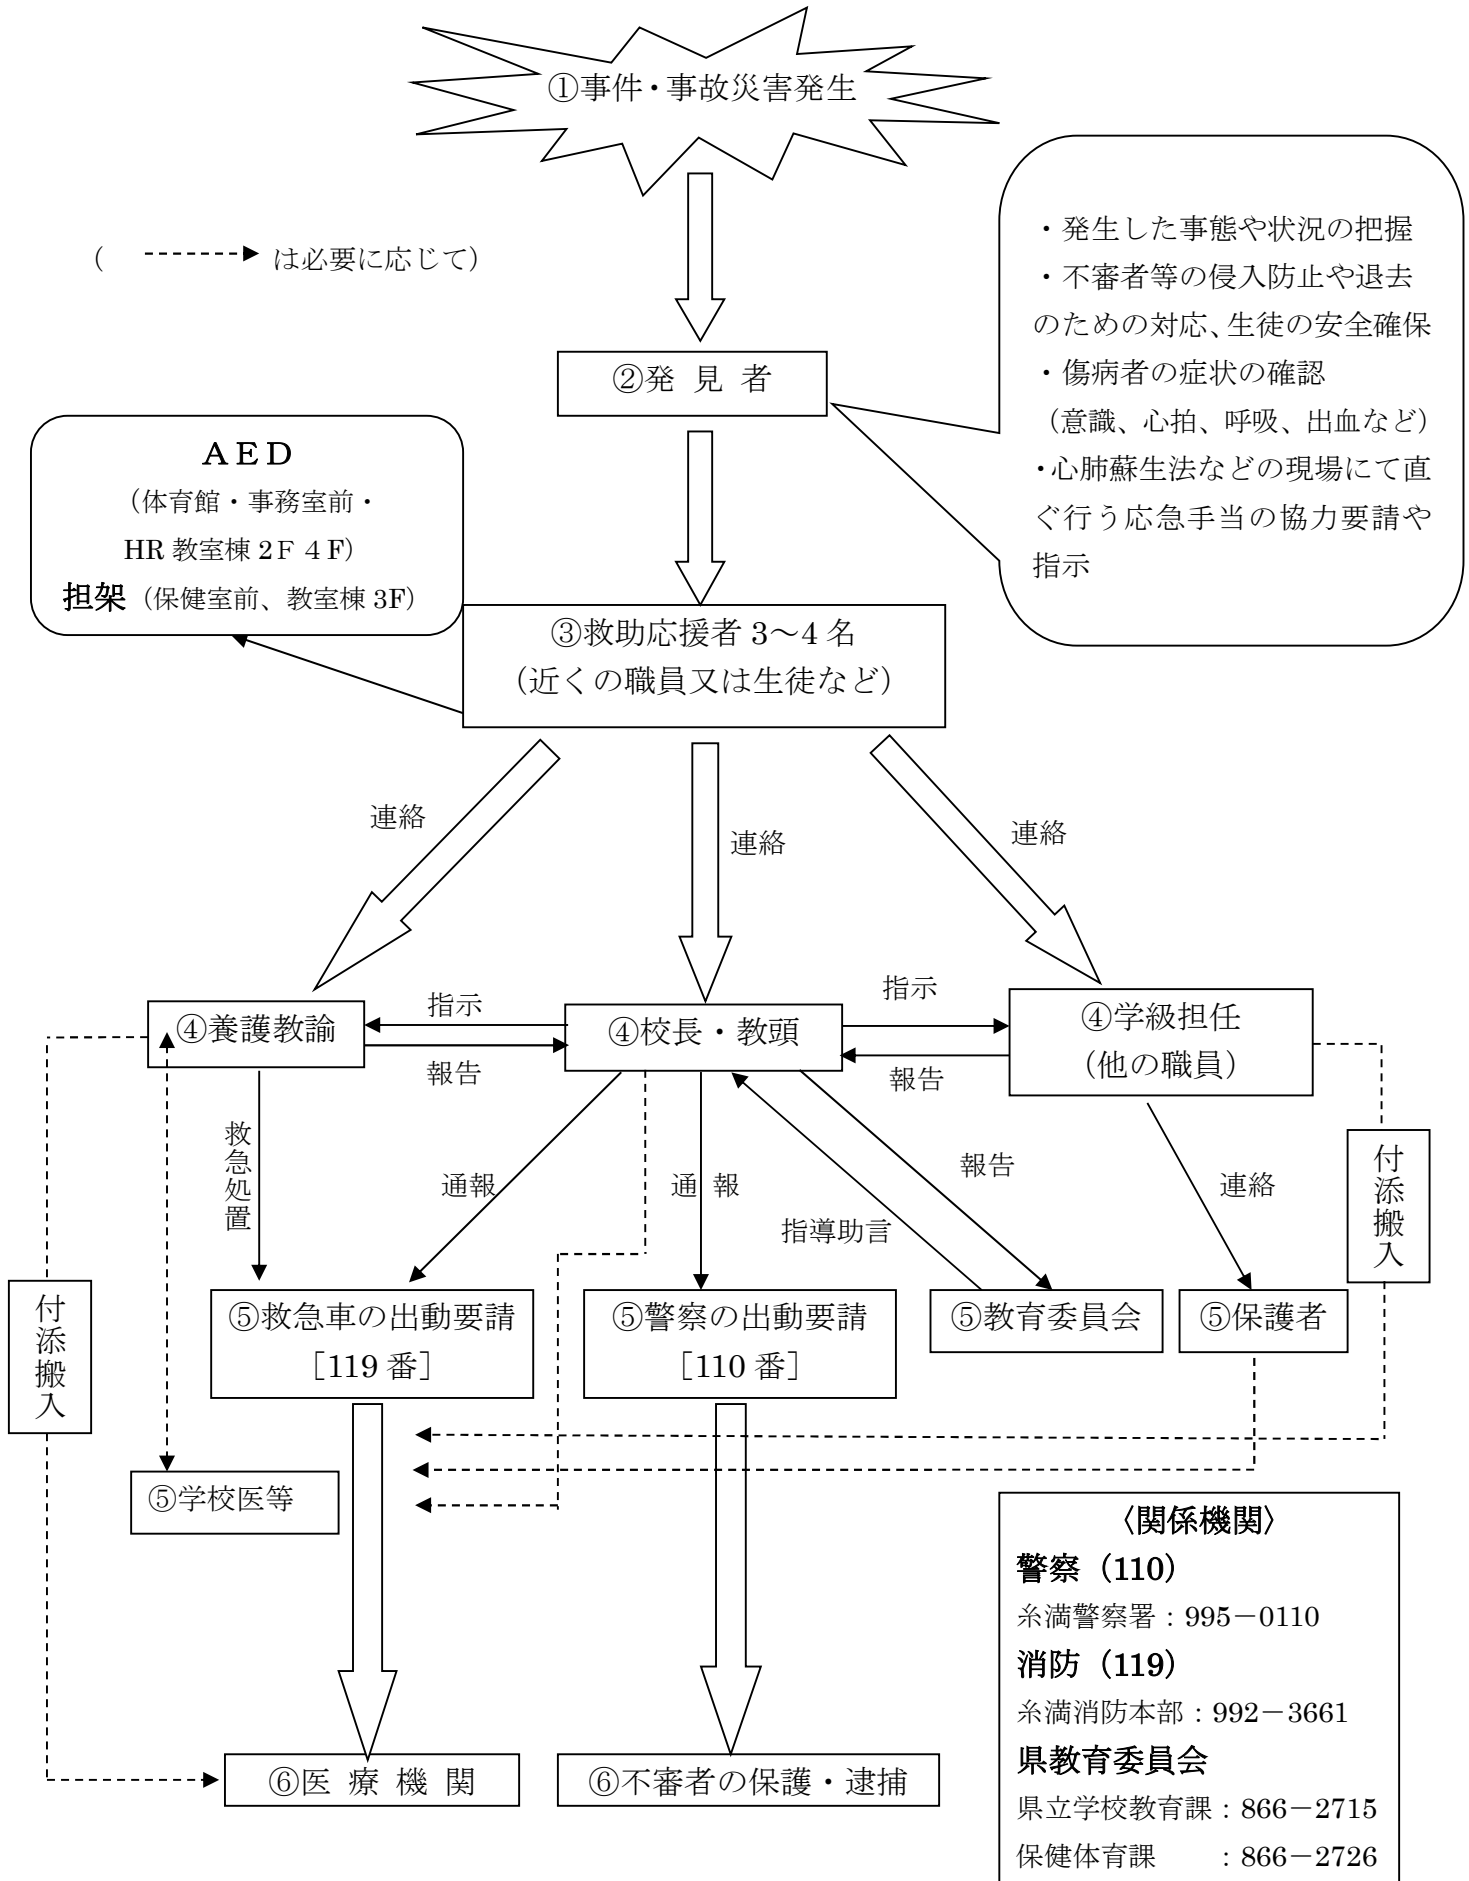 ①事件・事故災害発生
( は必要に応じて)
・発生した事態や状況の把握
・不審者等の侵入防止や退去
のための対応、生徒の安全確保
・傷病者の症状の確認
（意識、心拍、呼吸、出血など）
・心肺蘇生法などの現場にて直
ぐ行う応急手当の協力要請や
指示
②発 見 者
ＡＥＤ
（体育館・事務室前・
HR 教室棟 2Ｆ４F）
担架（保健室前、教室棟 3F）
③救助応援者 3～4 名
（近くの職員又は生徒など）
連絡
連絡
連絡
④養護教諭
指示
報告
④校長・教頭
指示
報告
④学級担任
（他の職員）
救急処置
通報
通 報
指導助言
報告
連絡
付添搬入
付添搬入
⑤救急車の出動要請
［119 番］
⑤警察の出動要請
［110 番］
⑤教育委員会
⑤保護者
⑤学校医等
⑥医 療 機 関
⑥不審者の保護・逮捕
〈関係機関〉
警察（110）
糸満警察署：995－0110
消防（119）
糸満消防本部：992－3661
県教育委員会
県立学校教育課：866－2715
保健体育課　　：866－2726